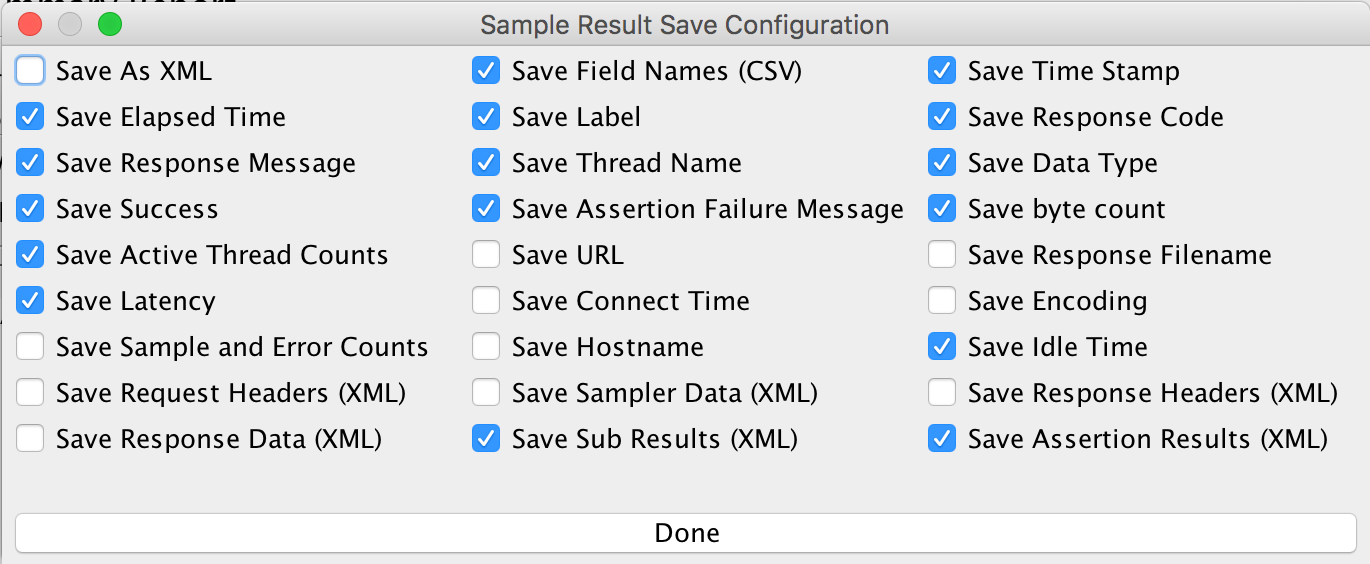 Sample Result Save Configuration
Save As XML Save Field Names (CSV) Save Time Stamp
Save Elapsed Time Save Label Save Response Code
Save Response Message Save Thread Name Save Data Type
Save Success Save Assertion Failure Message Save byte count
Save Active Thread Counts Save URL Save Response Filename
Save Latency Save Connect Time Save Encoding
Save Sample and Error Counts Save Hostname Save Idle Time
Save Request Headers (XML) Save Sampler Data (XML) Save Response Headers (XML)
Save Response Data (XML) Save Sub Results (XML) Save Assertion Results (XML)
Done